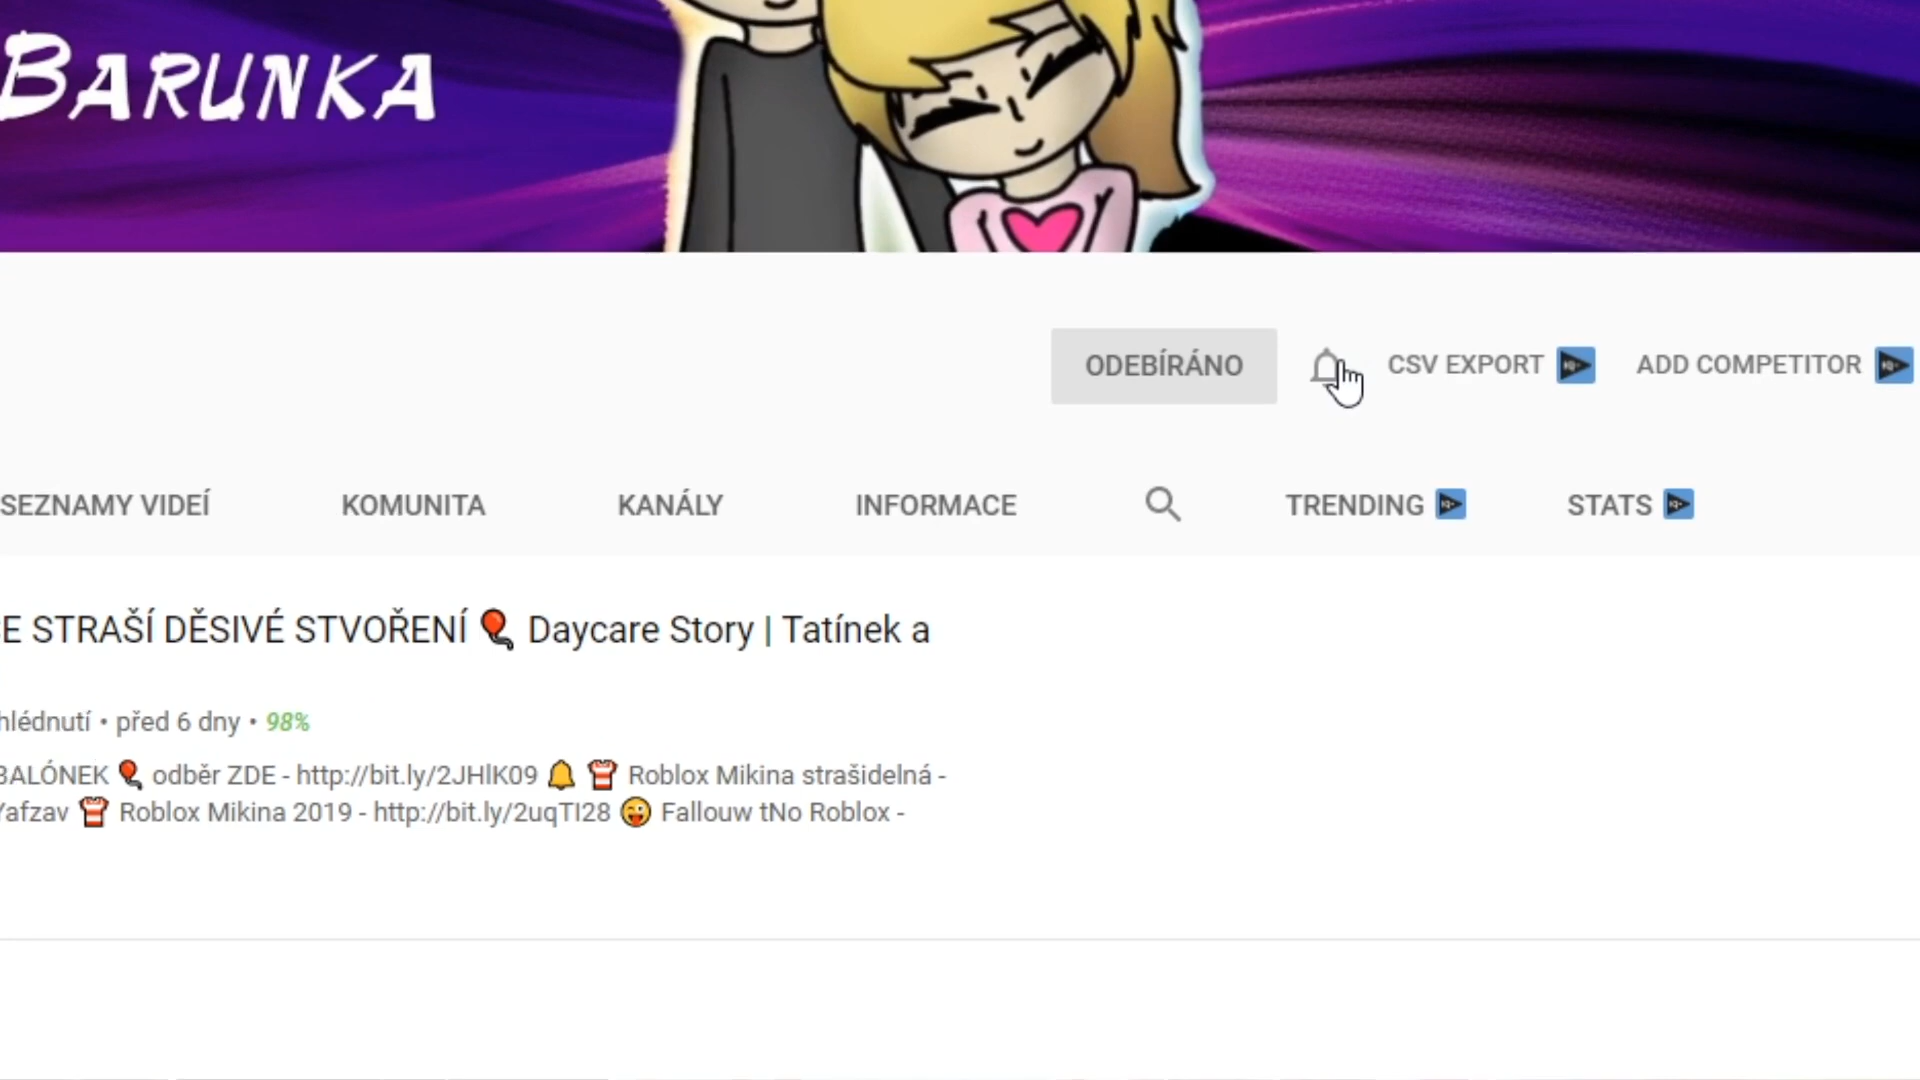 BARUNKA
ODEBÍRÁNO CSV EXPORT ADD COMPETITOR
SEZNAMY VIDEÍ KOMUNITA KANÁLY INFORMACE TRENDING STATS
STRAŠÍ DĚSIVÉ STVOŘENÍ 🎈 Daycare Story | Tatínek a
hlédnutí • před 6 dny • 98%
BALÓNEK 🎈 odběr ZDE - http://bit.ly/2JHlK09 🔔 🎽 Roblox Mikina strašidelná -
Yafzav 🎽 Roblox Mikina 2019 - http://bit.ly/2uqTI28 😜 Fallouw tNo Roblox -